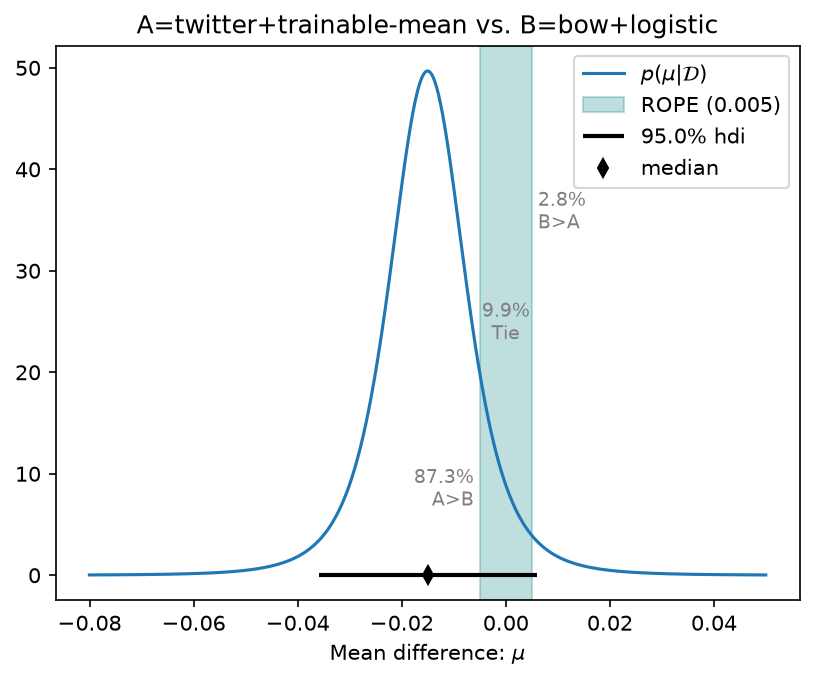 A=twitter+trainable-mean vs. B=bow+logistic
50
40
30
20
10
0
p(μ|𝒟)
ROPE (0.005)
95.0% hdi
median
2.8%
B>A
9.9%
Tie
87.3%
A>B
−0.08 −0.06 −0.04 −0.02 0.00 0.02 0.04
Mean difference: μ